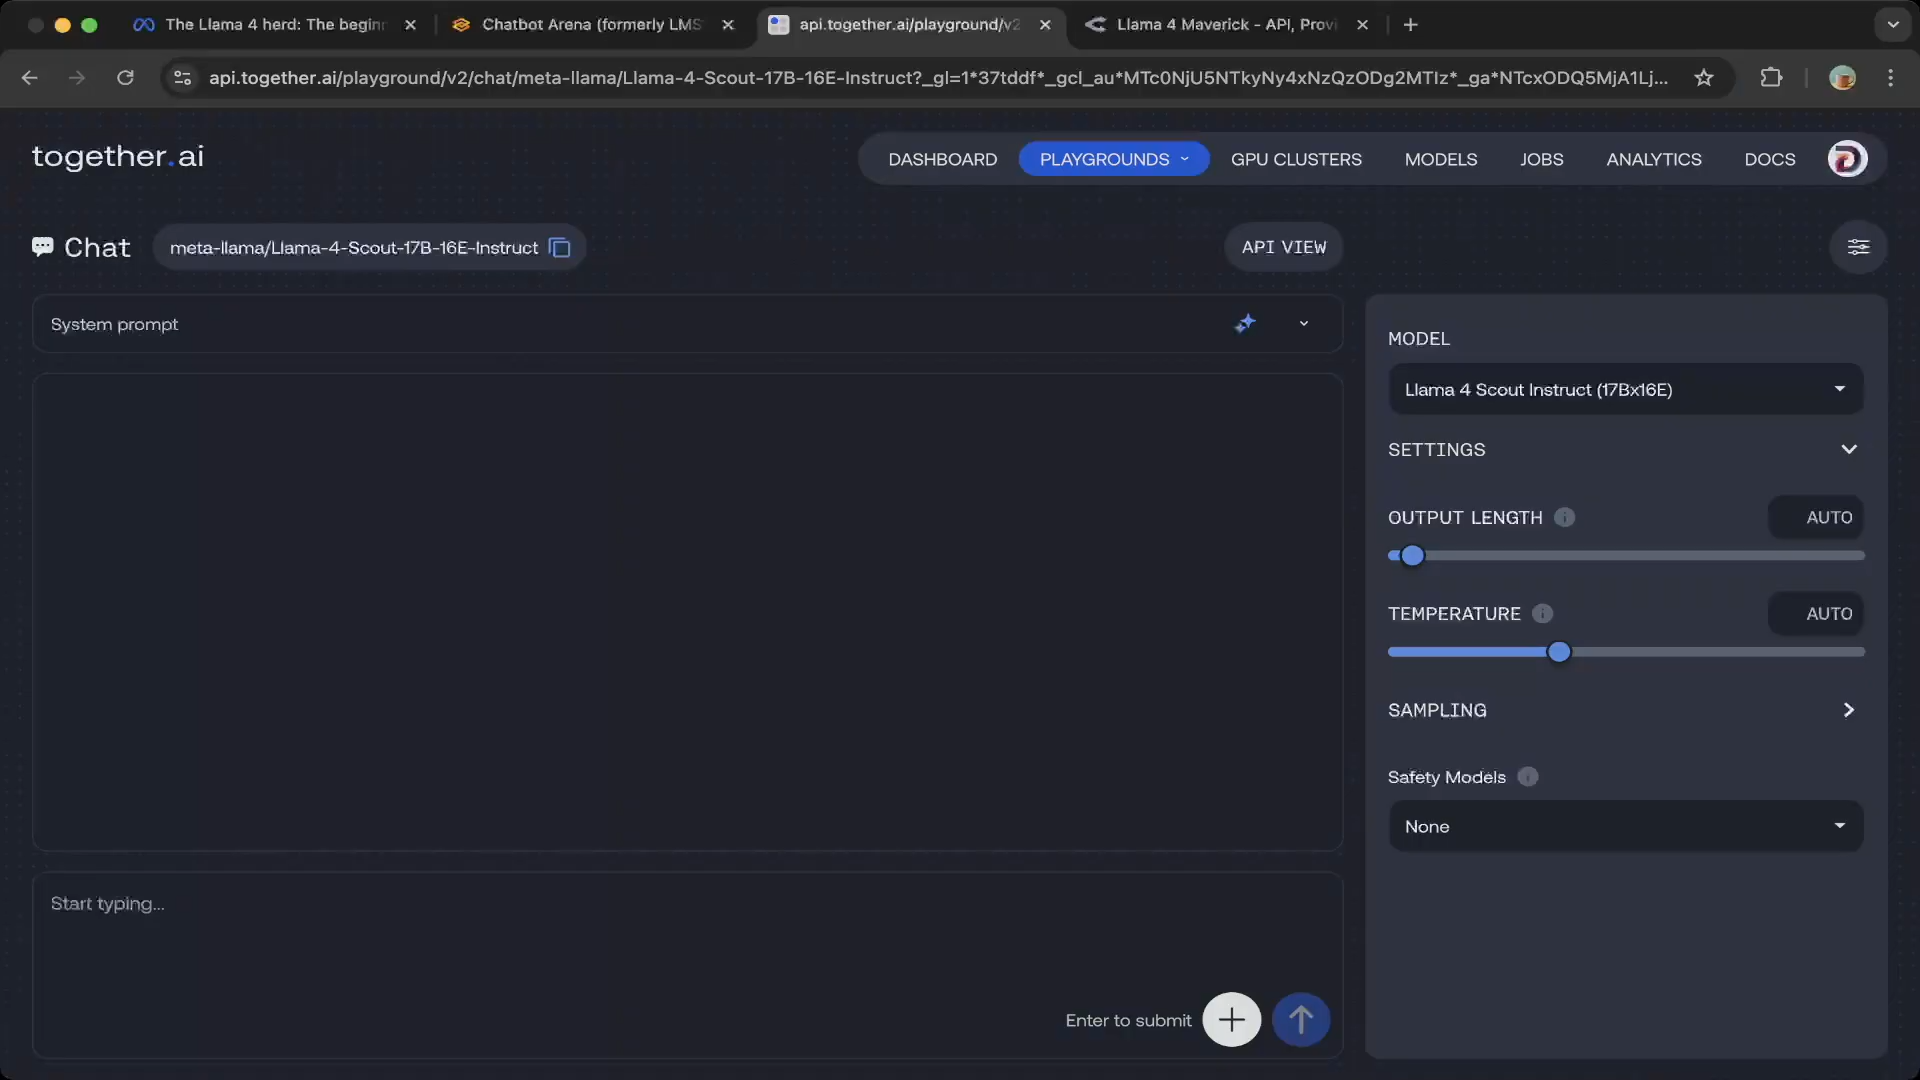 The Llama 4 herd: The beginn
Chatbot Arena (formerly LMS
api.together.ai/playground/v2
Llama 4 Maverick - API, Provi
api.together.ai/playground/v2/chat/meta-llama/Llama-4-Scout-17B-16E-Instruct?_gl=1*37tddf*_gcl_au*MTc0NjU5NTkyNy4xNzQzODg2MTIz*_ga*NTcxODQ5MjA1Lj...
together.ai
DASHBOARD
PLAYGROUNDS
GPU CLUSTERS
MODELS
JOBS
ANALYTICS
DOCS
Chat
meta-llama/Llama-4-Scout-17B-16E-Instruct
API VIEW
System prompt
MODEL
Llama 4 Scout Instruct (17Bx16E)
SETTINGS
OUTPUT LENGTH
AUTO
TEMPERATURE
AUTO
SAMPLING
Safety Models
None
Start typing...
Enter to submit